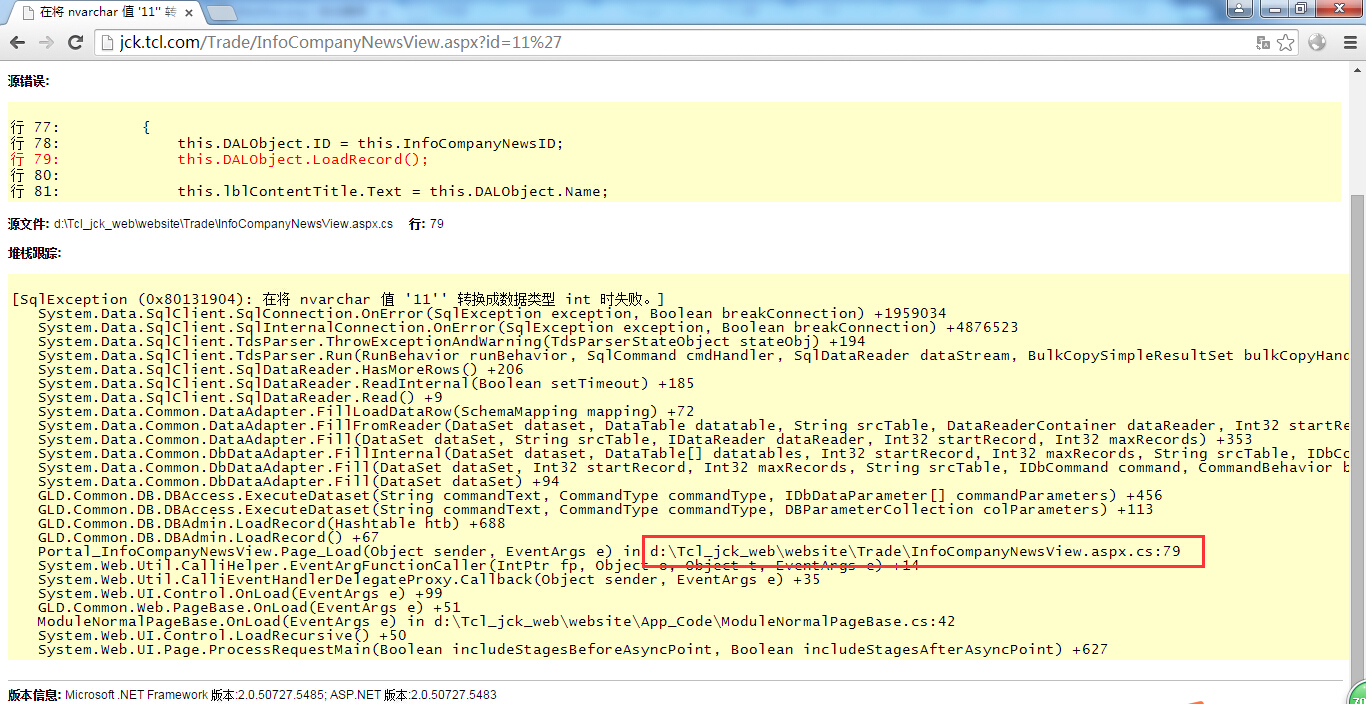 在将 nvarchar 值 '11'' 转
jck.tcl.com/Trade/InfoCompanyNewsView.aspx?id=11%27
源错误:
行 77:         {
行 78:             this.DALObject.ID = this.InfoCompanyNewsID;
行 79:             this.DALObject.LoadRecord();
行 80:
行 81:             this.lblContentTitle.Text = this.DALObject.Name;
源文件: d:\Tcl_jck_web\website\Trade\InfoCompanyNewsView.aspx.cs    行: 79
堆栈跟踪:
[SqlException (0x80131904): 在将 nvarchar 值 '11'' 转换成数据类型 int 时失败。]
System.Data.SqlClient.SqlConnection.OnError(SqlException exception, Boolean breakConnection) +1959034
System.Data.SqlClient.SqlInternalConnection.OnError(SqlException exception, Boolean breakConnection) +4876523
System.Data.SqlClient.TdsParser.ThrowExceptionAndWarning(TdsParserStateObject stateObj) +194
System.Data.SqlClient.TdsParser.Run(RunBehavior runBehavior, SqlCommand cmdHandler, SqlDataReader dataStream, BulkCopySimpleResultSet bulkCopyHand
System.Data.SqlClient.SqlDataReader.HasMoreRows() +206
System.Data.SqlClient.SqlDataReader.ReadInternal(Boolean setTimeout) +185
System.Data.SqlClient.SqlDataReader.Read() +9
System.Data.Common.DataAdapter.FillLoadDataRow(SchemaMapping mapping) +72
System.Data.Common.DataAdapter.FillFromReader(DataSet dataset, DataTable datatable, String srcTable, DataReaderContainer dataReader, Int32 startRe
System.Data.Common.DataAdapter.Fill(DataSet dataSet, String srcTable, IDataReader dataReader, Int32 startRecord, Int32 maxRecords) +353
System.Data.Common.DbDataAdapter.FillInternal(DataSet dataset, DataTable[] datatables, Int32 startRecord, Int32 maxRecords, String srcTable, IDbCo
System.Data.Common.DbDataAdapter.Fill(DataSet dataSet, Int32 startRecord, Int32 maxRecords, String srcTable, IDbCommand command, CommandBehavior b
System.Data.Common.DbDataAdapter.Fill(DataSet dataSet) +94
GLD.Common.DB.DBAccess.ExecuteDataset(String commandText, CommandType commandType, IDbDataParameter[] commandParameters) +456
GLD.Common.DB.DBAccess.ExecuteDataset(String commandText, CommandType commandType, DBParameterCollection colParameters) +113
GLD.Common.DB.DBAdmin.LoadRecord(Hashtable htb) +688
GLD.Common.DB.DBAdmin.LoadRecord() +67
Portal_InfoCompanyNewsView.Page_Load(Object sender, EventArgs e) in d:\Tcl_jck_web\website\Trade\InfoCompanyNewsView.aspx.cs:79
System.Web.Util.CalliHelper.EventArgFunctionCaller(IntPtr fp, Object o, Object t, EventArgs e) +14
System.Web.Util.CalliEventHandlerDelegateProxy.Callback(Object sender, EventArgs e) +35
System.Web.UI.Control.OnLoad(EventArgs e) +99
GLD.Common.Web.PageBase.OnLoad(EventArgs e) +51
ModuleNormalPageBase.OnLoad(EventArgs e) in d:\Tcl_jck_web\website\App_Code\ModuleNormalPageBase.cs:42
System.Web.UI.Control.LoadRecursive() +50
System.Web.UI.Page.ProcessRequestMain(Boolean includeStagesBeforeAsyncPoint, Boolean includeStagesAfterAsyncPoint) +627
版本信息: Microsoft .NET Framework 版本:2.0.50727.5485; ASP.NET 版本:2.0.50727.5483